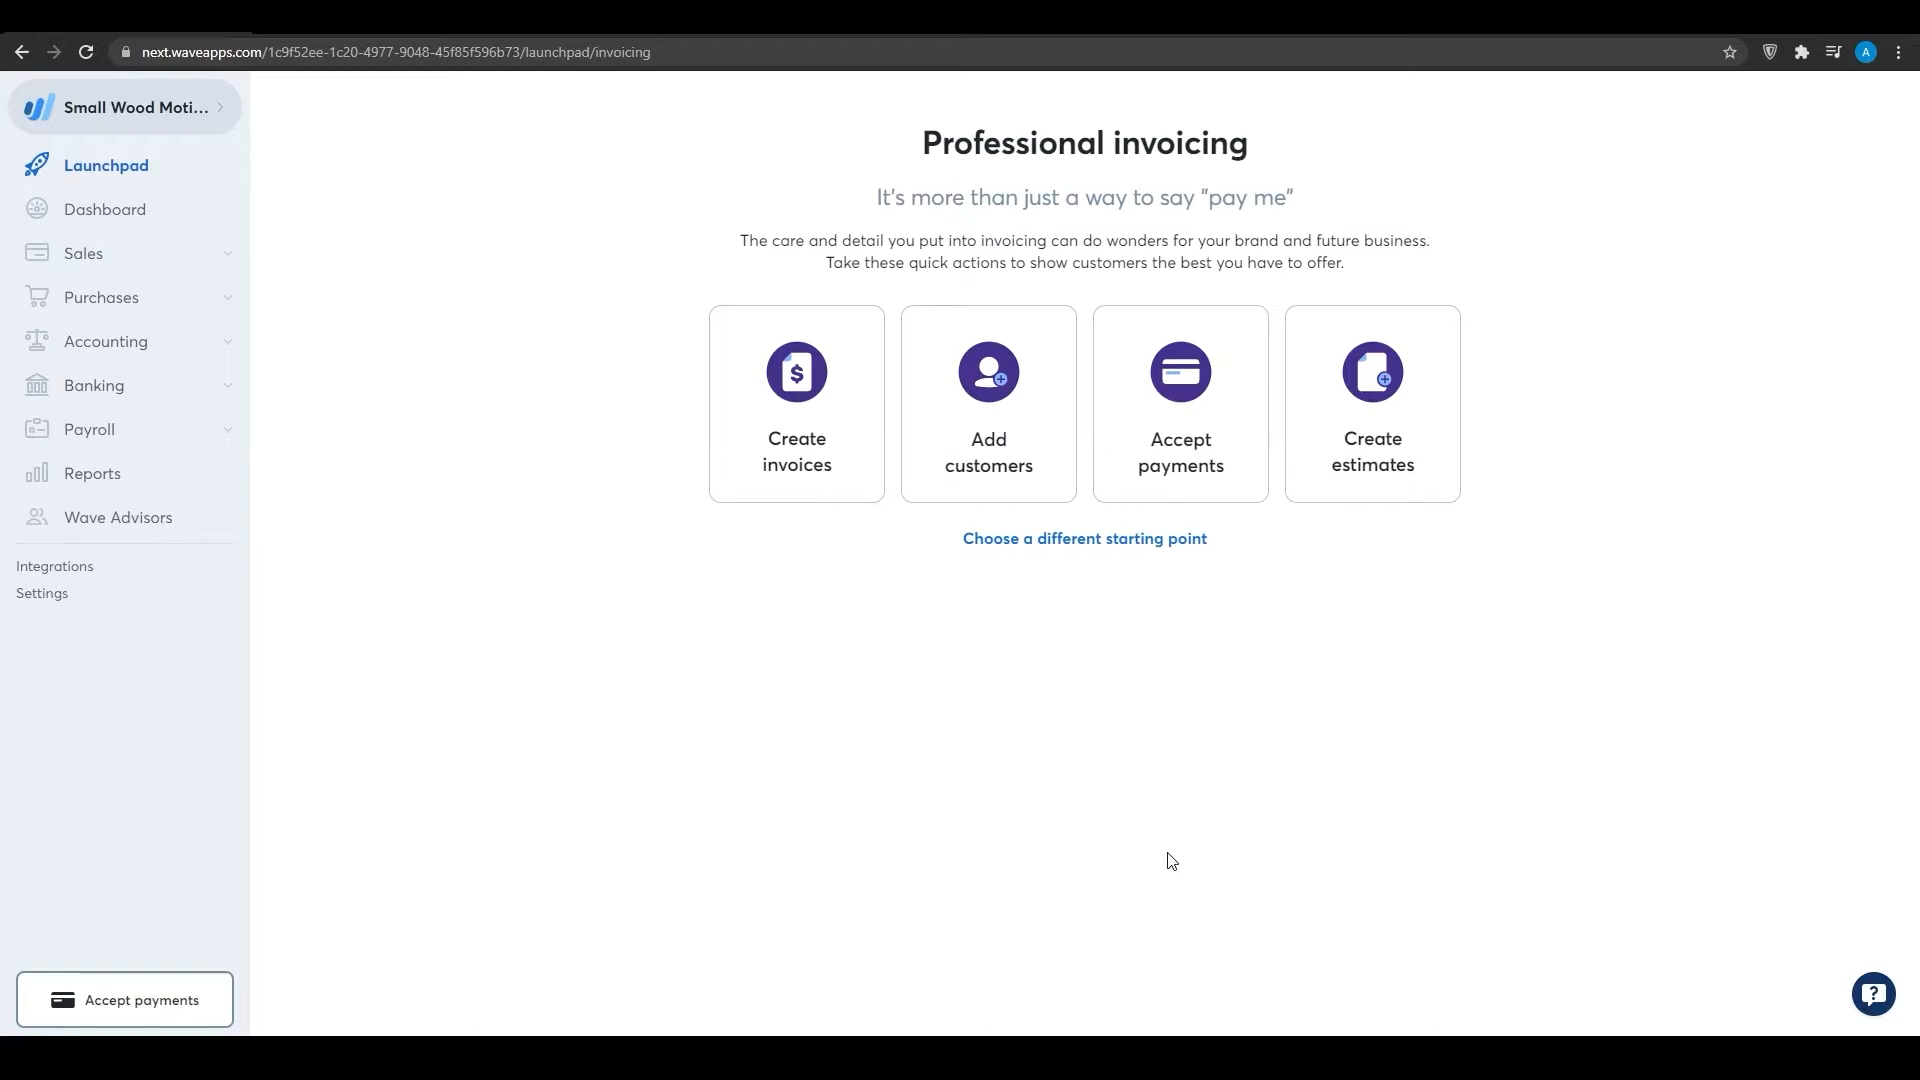 next.waveapps.com/1c9f52ee-1c20-4977-9048-45f85f596b73/launchpad/invoicing
A
Small Wood Moti...
Launchpad
Dashboard
Sales
Purchases
Accounting
Banking
Payroll
Reports
Wave Advisors
Integrations
Settings
Accept payments
Professional invoicing
It's more than just a way to say "pay me"
The care and detail you put into invoicing can do wonders for your brand and future business.
Take these quick actions to show customers the best you have to offer.
$
Create
invoices
Add
customers
Accept
payments
Create
estimates
Choose a different starting point
?